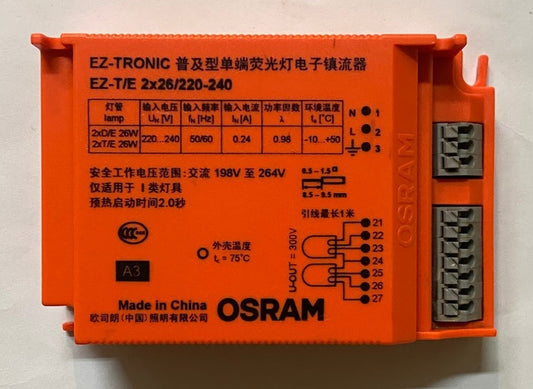 EZ-TRONIC 普及型单端荧光灯电子镇流器
EZ-T/E 2x26/220-240
灯管 输入电压 输入频率 输入电流 功率因数 环境温度
lamp Uɴ [V] fɴ [Hz] Iɴ [A] λ tₐ [°C]
2xD/E 26W
2xT/E 26W 220...240 50/60 0.24 0.98 -10...+50
N 1
L 2
3
安全工作电压范围: 交流 198V 至 264V
仅适用于 I 类灯具
预热启动时间2.0秒
0.5-1.5
8.5-9.5 mm
引线最长1米
21
22
23
24
25
26
27
U-OUT = 300V
CCC
外壳温度
tc = 75°C
A3
Made in China
欧司朗(中国)照明有限公司
OSRAM
OSRAM
1
2
3